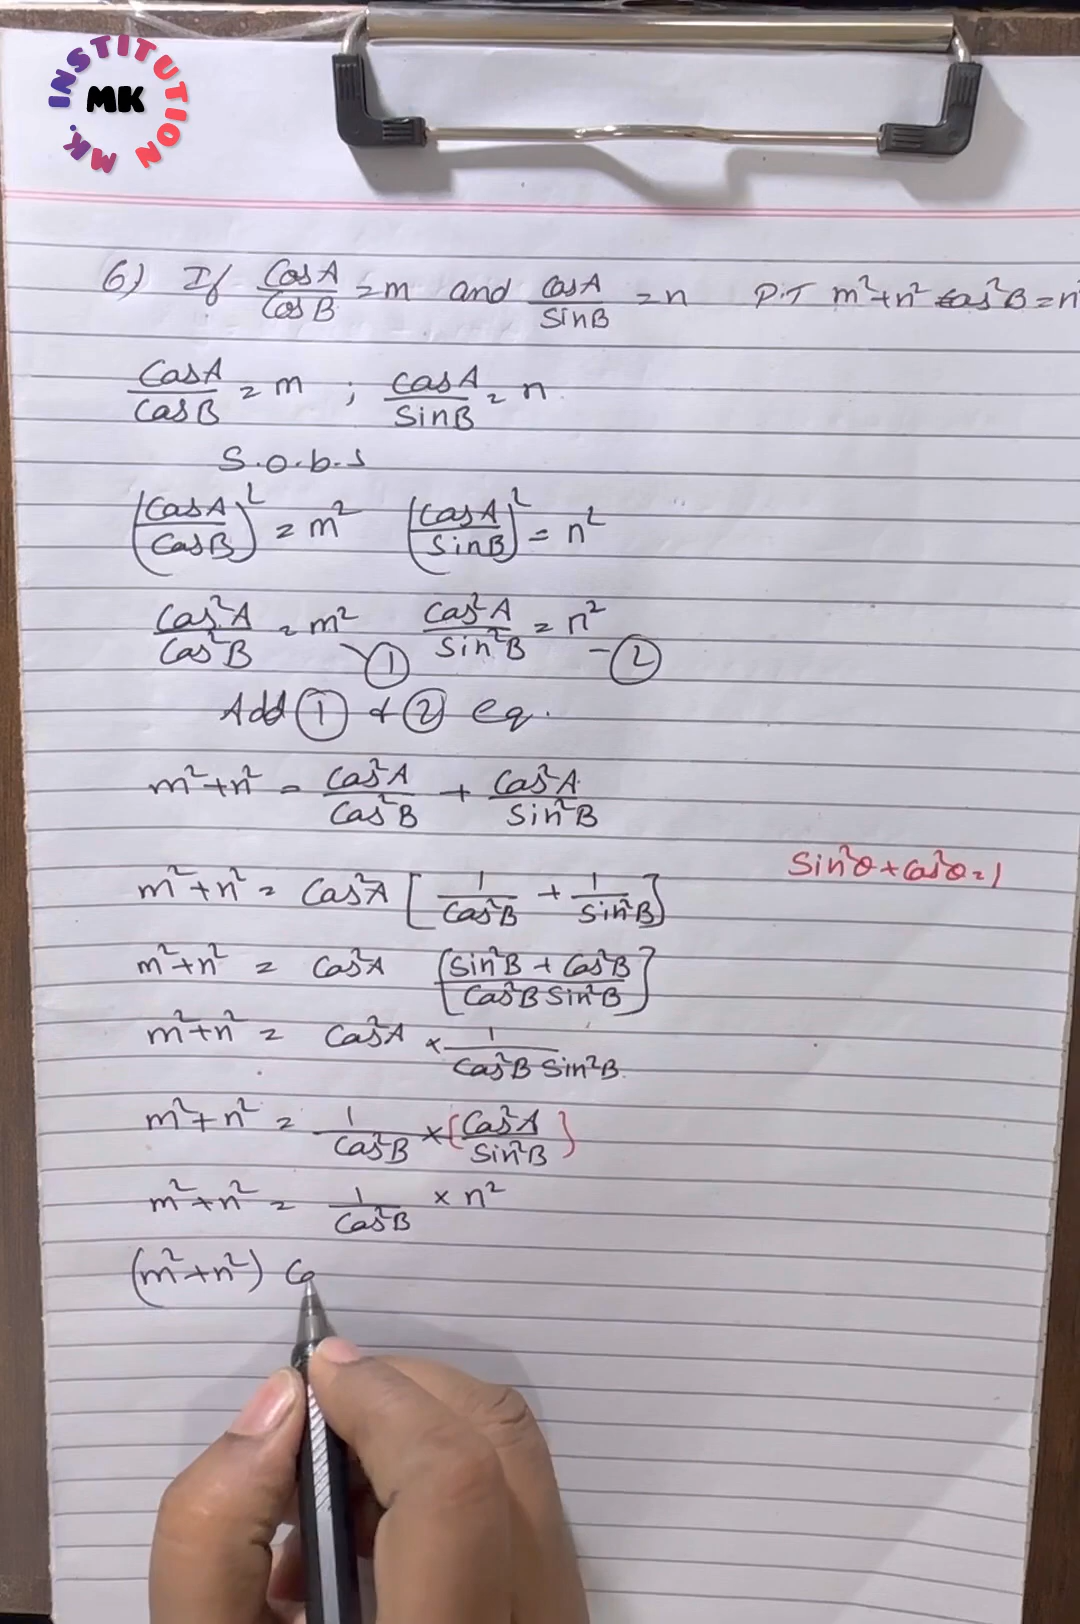 MK. INSTITUTION
MK
6) If CosA/CosB = m and CosA/SinB = n P.T m²+n² Cos²B = n²
CosA/CosB = m ; CosA/SinB = n
S.o.b.s
(CosA/CosB)² = m² (CosA/SinB)² = n²
Cos²A/Cos²B = m² - ① Cos²A/Sin²B = n² - ②
Add ① & ② eq.
m²+n² = Cos²A/Cos²B + Cos²A/Sin²B
Sin²θ + Cos²θ = 1
m²+n² = Cos²A [1/Cos²B + 1/Sin²B]
m²+n² = Cos²A [Sin²B + Cos²B/Cos²B Sin²B]
m²+n² = Cos²A × 1/Cos²B Sin²B
m²+n² = 1/Cos²B × {Cos²A/Sin²B}
m²+n² = 1/Cos²B × n²
(m²+n²) Co